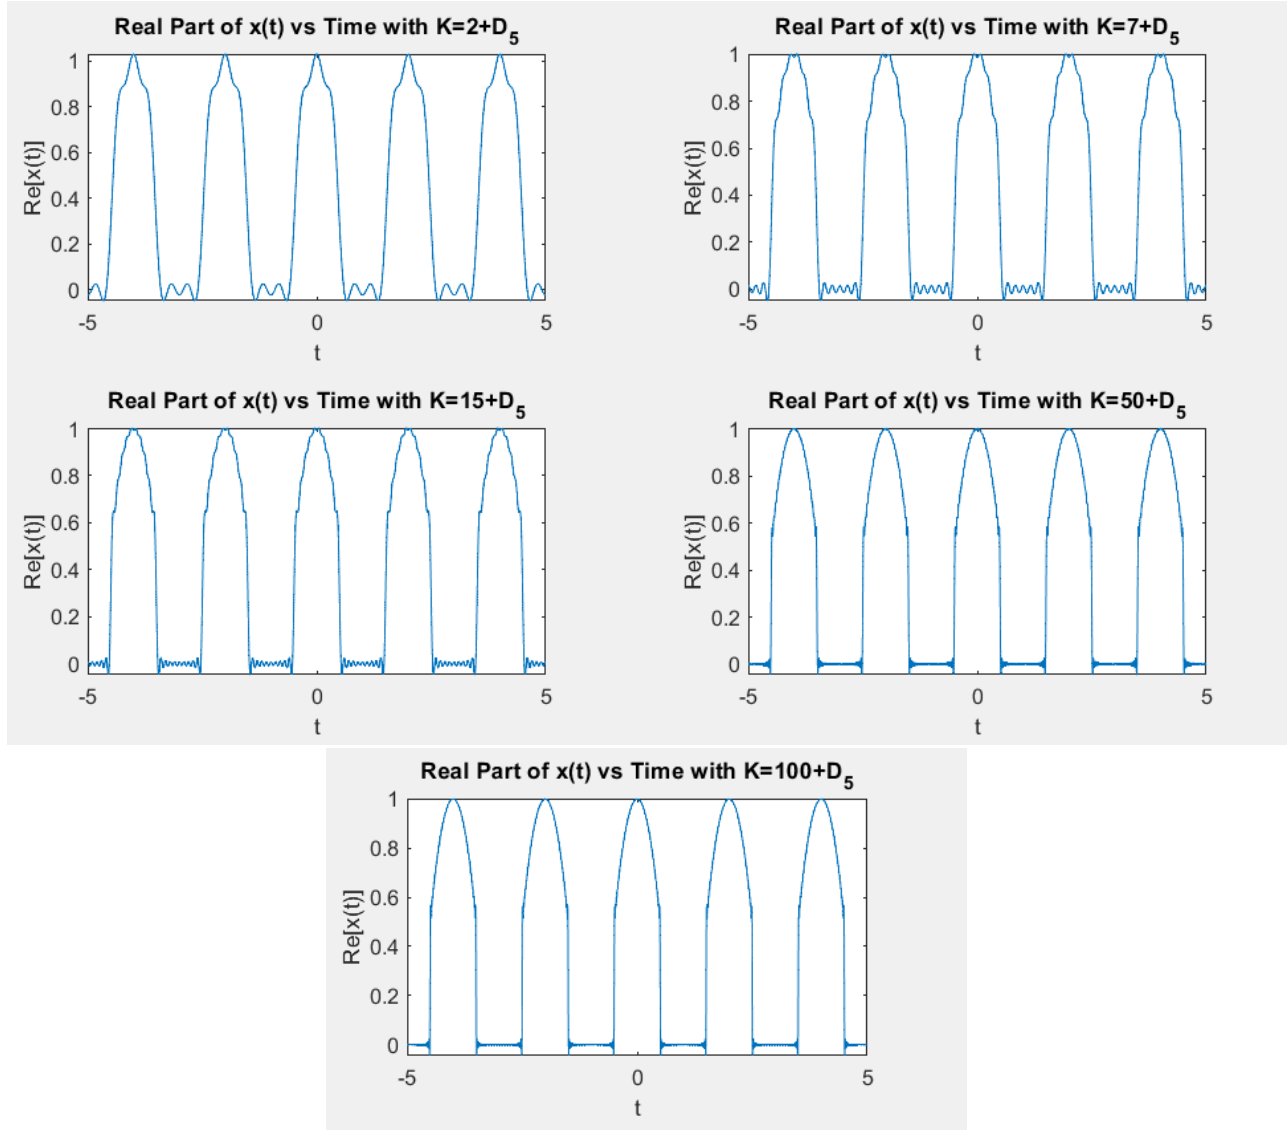 Real Part of x(t) vs Time with K=2+D5
1
0.8
0.6
0.4
0.2
0
Re[x(t)]
-5 0 5
t
Real Part of x(t) vs Time with K=7+D5
1
0.8
0.6
0.4
0.2
0
Re[x(t)]
-5 0 5
t
Real Part of x(t) vs Time with K=15+D5
1
0.8
0.6
0.4
0.2
0
Re[x(t)]
-5 0 5
t
Real Part of x(t) vs Time with K=50+D5
1
0.8
0.6
0.4
0.2
0
Re[x(t)]
-5 0 5
t
Real Part of x(t) vs Time with K=100+D5
1
0.8
0.6
0.4
0.2
0
Re[x(t)]
-5 0 5
t